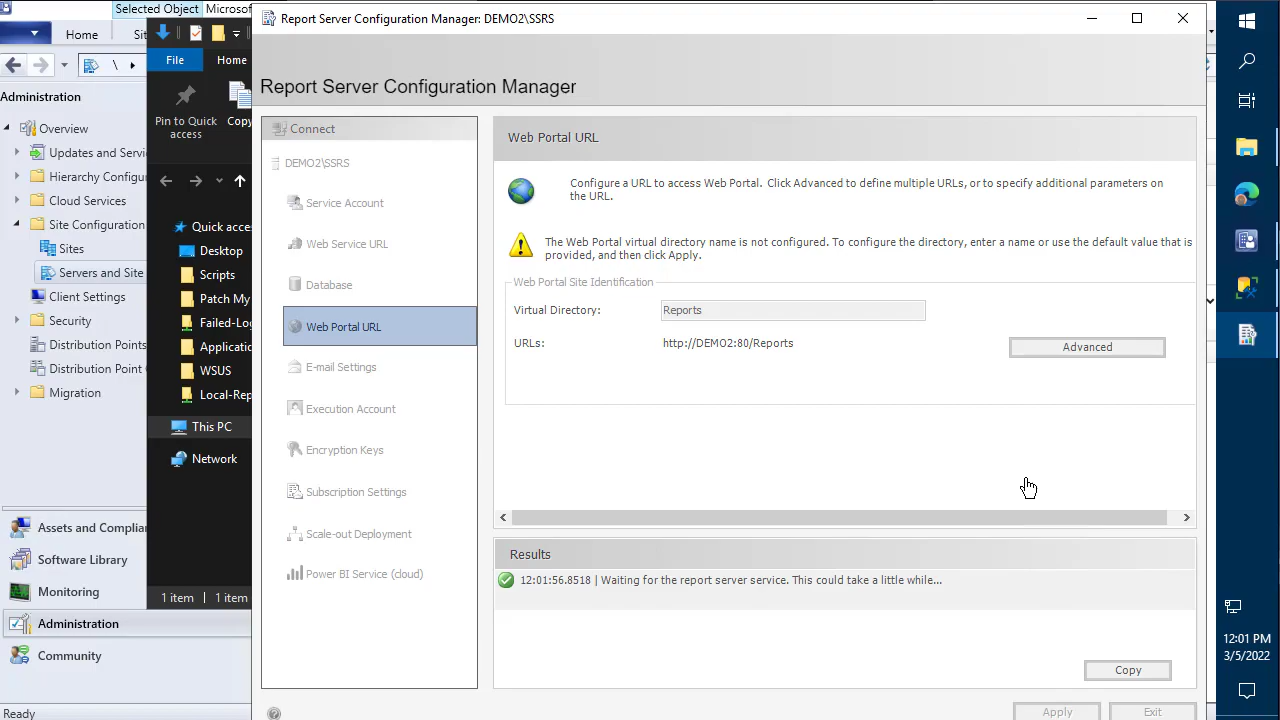 Selected Object
Microsof
Report Server Configuration Manager: DEMO2\SSRS
Home
Sit
\
Administration
Overview
Updates and Servi
Hierarchy Configur
Cloud Services
Site Configuration
Sites
Servers and Site
Client Settings
Security
Distribution Points
Distribution Point (
Migration
Assets and Complian
Software Library
Monitoring
Administration
Community
Ready
File
Home
Pin to Quick
access
Copy
Quick acces
Desktop
Scripts
Patch My
Failed-Log
Applicatio
WSUS
Local-Rep
This PC
Network
1 item
1 item
Report Server Configuration Manager
Connect
DEMO2\SSRS
Service Account
Web Service URL
Database
Web Portal URL
E-mail Settings
Execution Account
Encryption Keys
Subscription Settings
Scale-out Deployment
Power BI Service (cloud)
Web Portal URL
Configure a URL to access Web Portal. Click Advanced to define multiple URLs, or to specify additional parameters on
the URL.
The Web Portal virtual directory name is not configured. To configure the directory, enter a name or use the default value that is
provided, and then click Apply.
Web Portal Site Identification
Virtual Directory:
Reports
URLs:
http://DEMO2:80/Reports
Advanced
Results
12:01:56.8518 | Waiting for the report server service. This could take a little while...
Copy
Apply
Exit
12:01 PM
3/5/2022